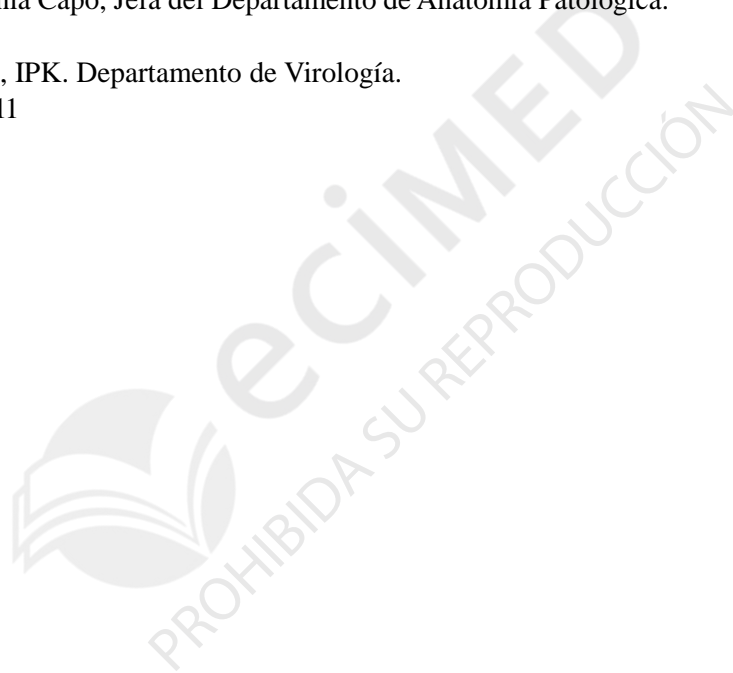 Capó, Jefa del Departamento de Anatomía Patológica.
, IPK. Departamento de Virología.
11
ecimed
PROHIBIDA SU REPRODUCCIÓN